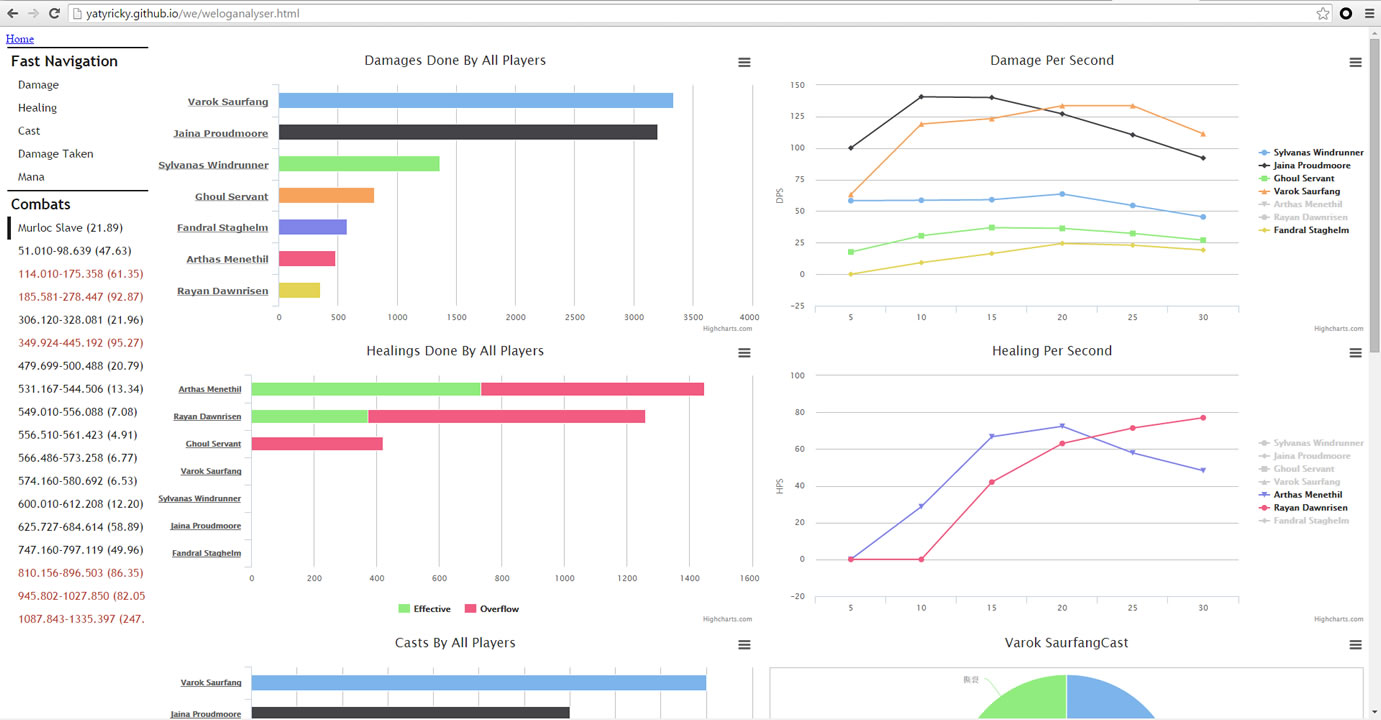 yatyricky.github.io/we/weloganalyser.html
Home
Fast Navigation
Damage
Healing
Cast
Damage Taken
Mana
Combats
Murloc Slave (21.89)
51.010-98.639 (47.63)
114.010-175.358 (61.35)
185.581-278.447 (92.87)
306.120-328.081 (21.96)
349.924-445.192 (95.27)
479.699-500.488 (20.79)
531.167-544.506 (13.34)
549.010-556.088 (7.08)
556.510-561.423 (4.91)
566.486-573.258 (6.77)
574.160-580.692 (6.53)
600.010-612.208 (12.20)
625.727-684.614 (58.89)
747.160-797.119 (49.96)
810.156-896.503 (86.35)
945.802-1027.850 (82.05
1087.843-1335.397 (247.
Damages Done By All Players
Varok Saurfang
Jaina Proudmoore
Sylvanas Windrunner
Ghoul Servant
Fandral Staghelm
Arthas Menethil
Rayan Dawnrisen
0 500 1000 1500 2000 2500 3000 3500 4000
Highcharts.com
Damage Per Second
DPS
150
125
100
75
50
25
0
-25
5 10 15 20 25 30
Sylvanas Windrunner
Jaina Proudmoore
Ghoul Servant
Varok Saurfang
Arthas Menethil
Rayan Dawnrisen
Fandral Staghelm
Highcharts.com
Healings Done By All Players
Arthas Menethil
Rayan Dawnrisen
Ghoul Servant
Varok Saurfang
Sylvanas Windrunner
Jaina Proudmoore
Fandral Staghelm
0 200 400 600 800 1000 1200 1400 1600
Effective Overflow
Highcharts.com
Healing Per Second
HPS
100
80
60
40
20
0
-20
5 10 15 20 25 30
Sylvanas Windrunner
Jaina Proudmoore
Ghoul Servant
Varok Saurfang
Arthas Menethil
Rayan Dawnrisen
Fandral Staghelm
Highcharts.com
Casts By All Players
Varok Saurfang
Jaina Proudmoore
Varok SaurfangCast